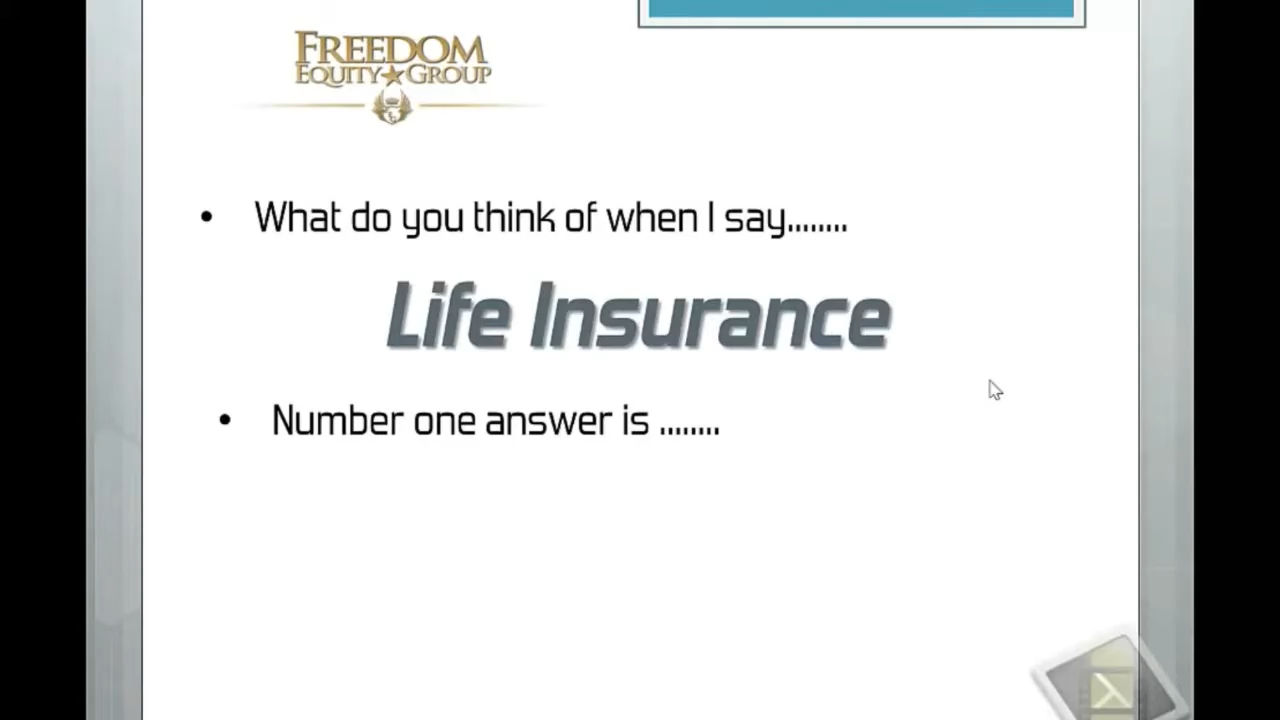 FREEDOM
EQUITY★GROUP
• What do you think of when I say........
Life Insurance
• Number one answer is ........